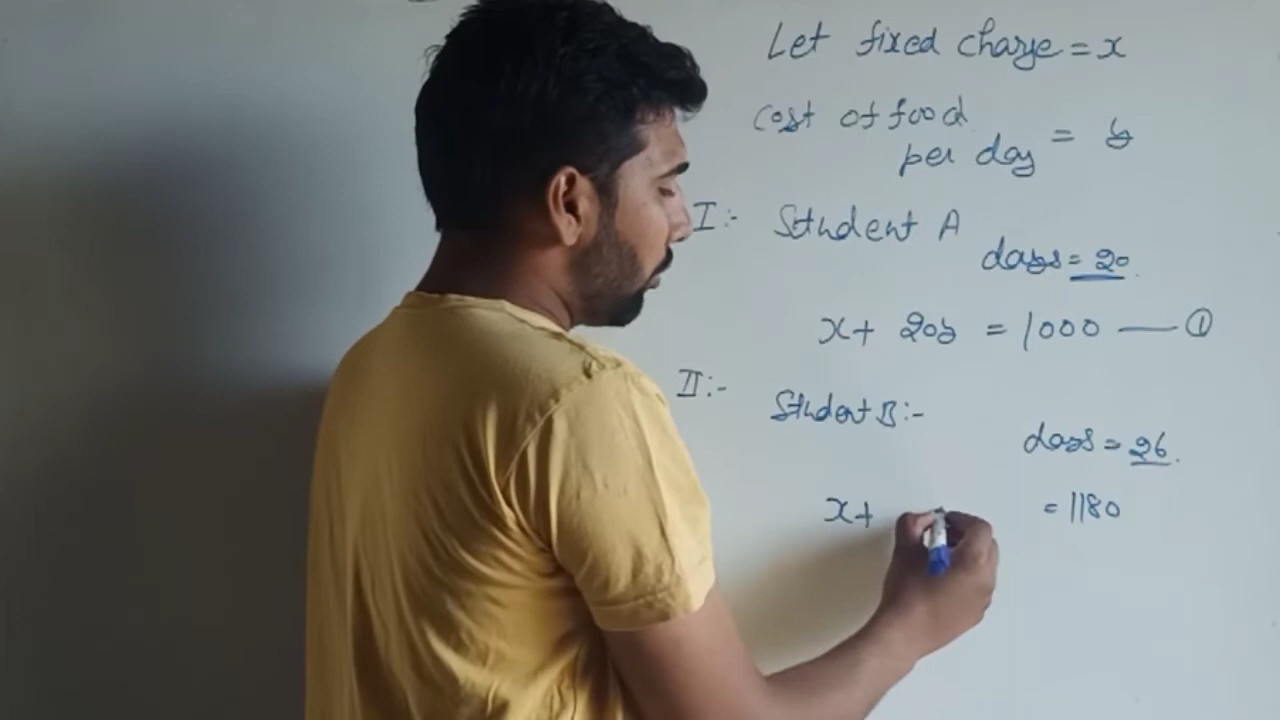 Let fixed charge = x
cost of food
per day = y
I:- Student A
days = 20.
x + 20y = 1000 — ①
II:- Student B:-
days = 26.
x + = 1180